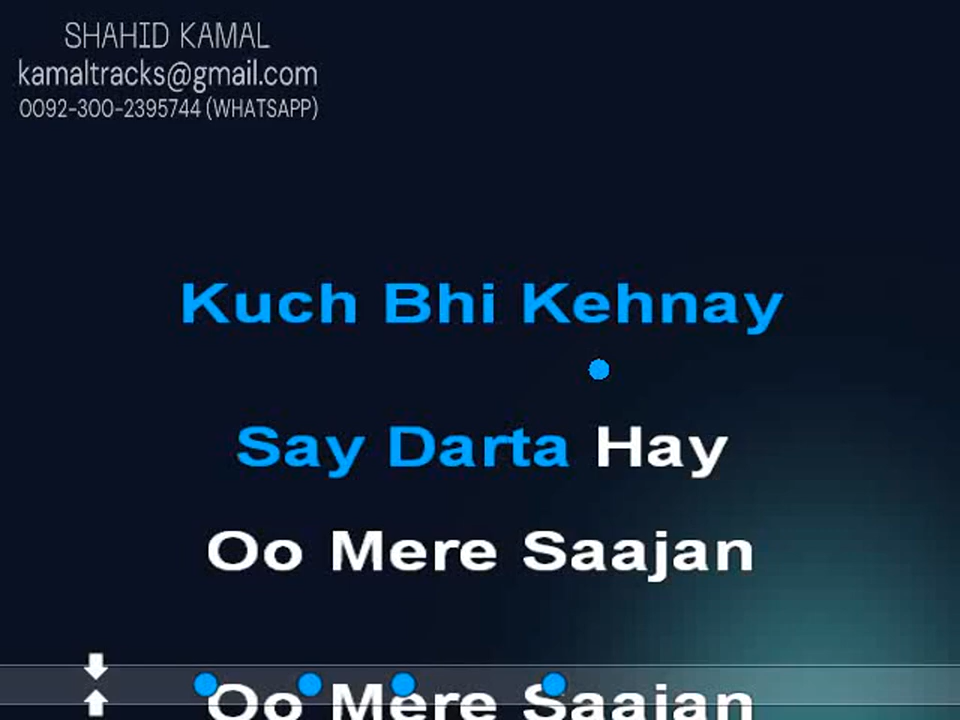 SHAHID KAMAL
kamaltracks@gmail.com
0092-300-2395744 (WHATSAPP)
Kuch Bhi Kehnay
Say Darta Hay
Oo Mere Saajan
Oo Mere Saajan